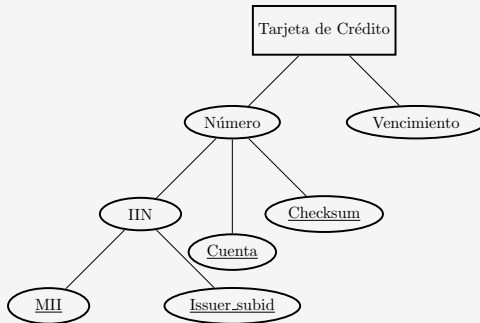 Tarjeta de Crédito
Número
Vencimiento
IIN
Checksum
Cuenta
MII
Issuer_subid